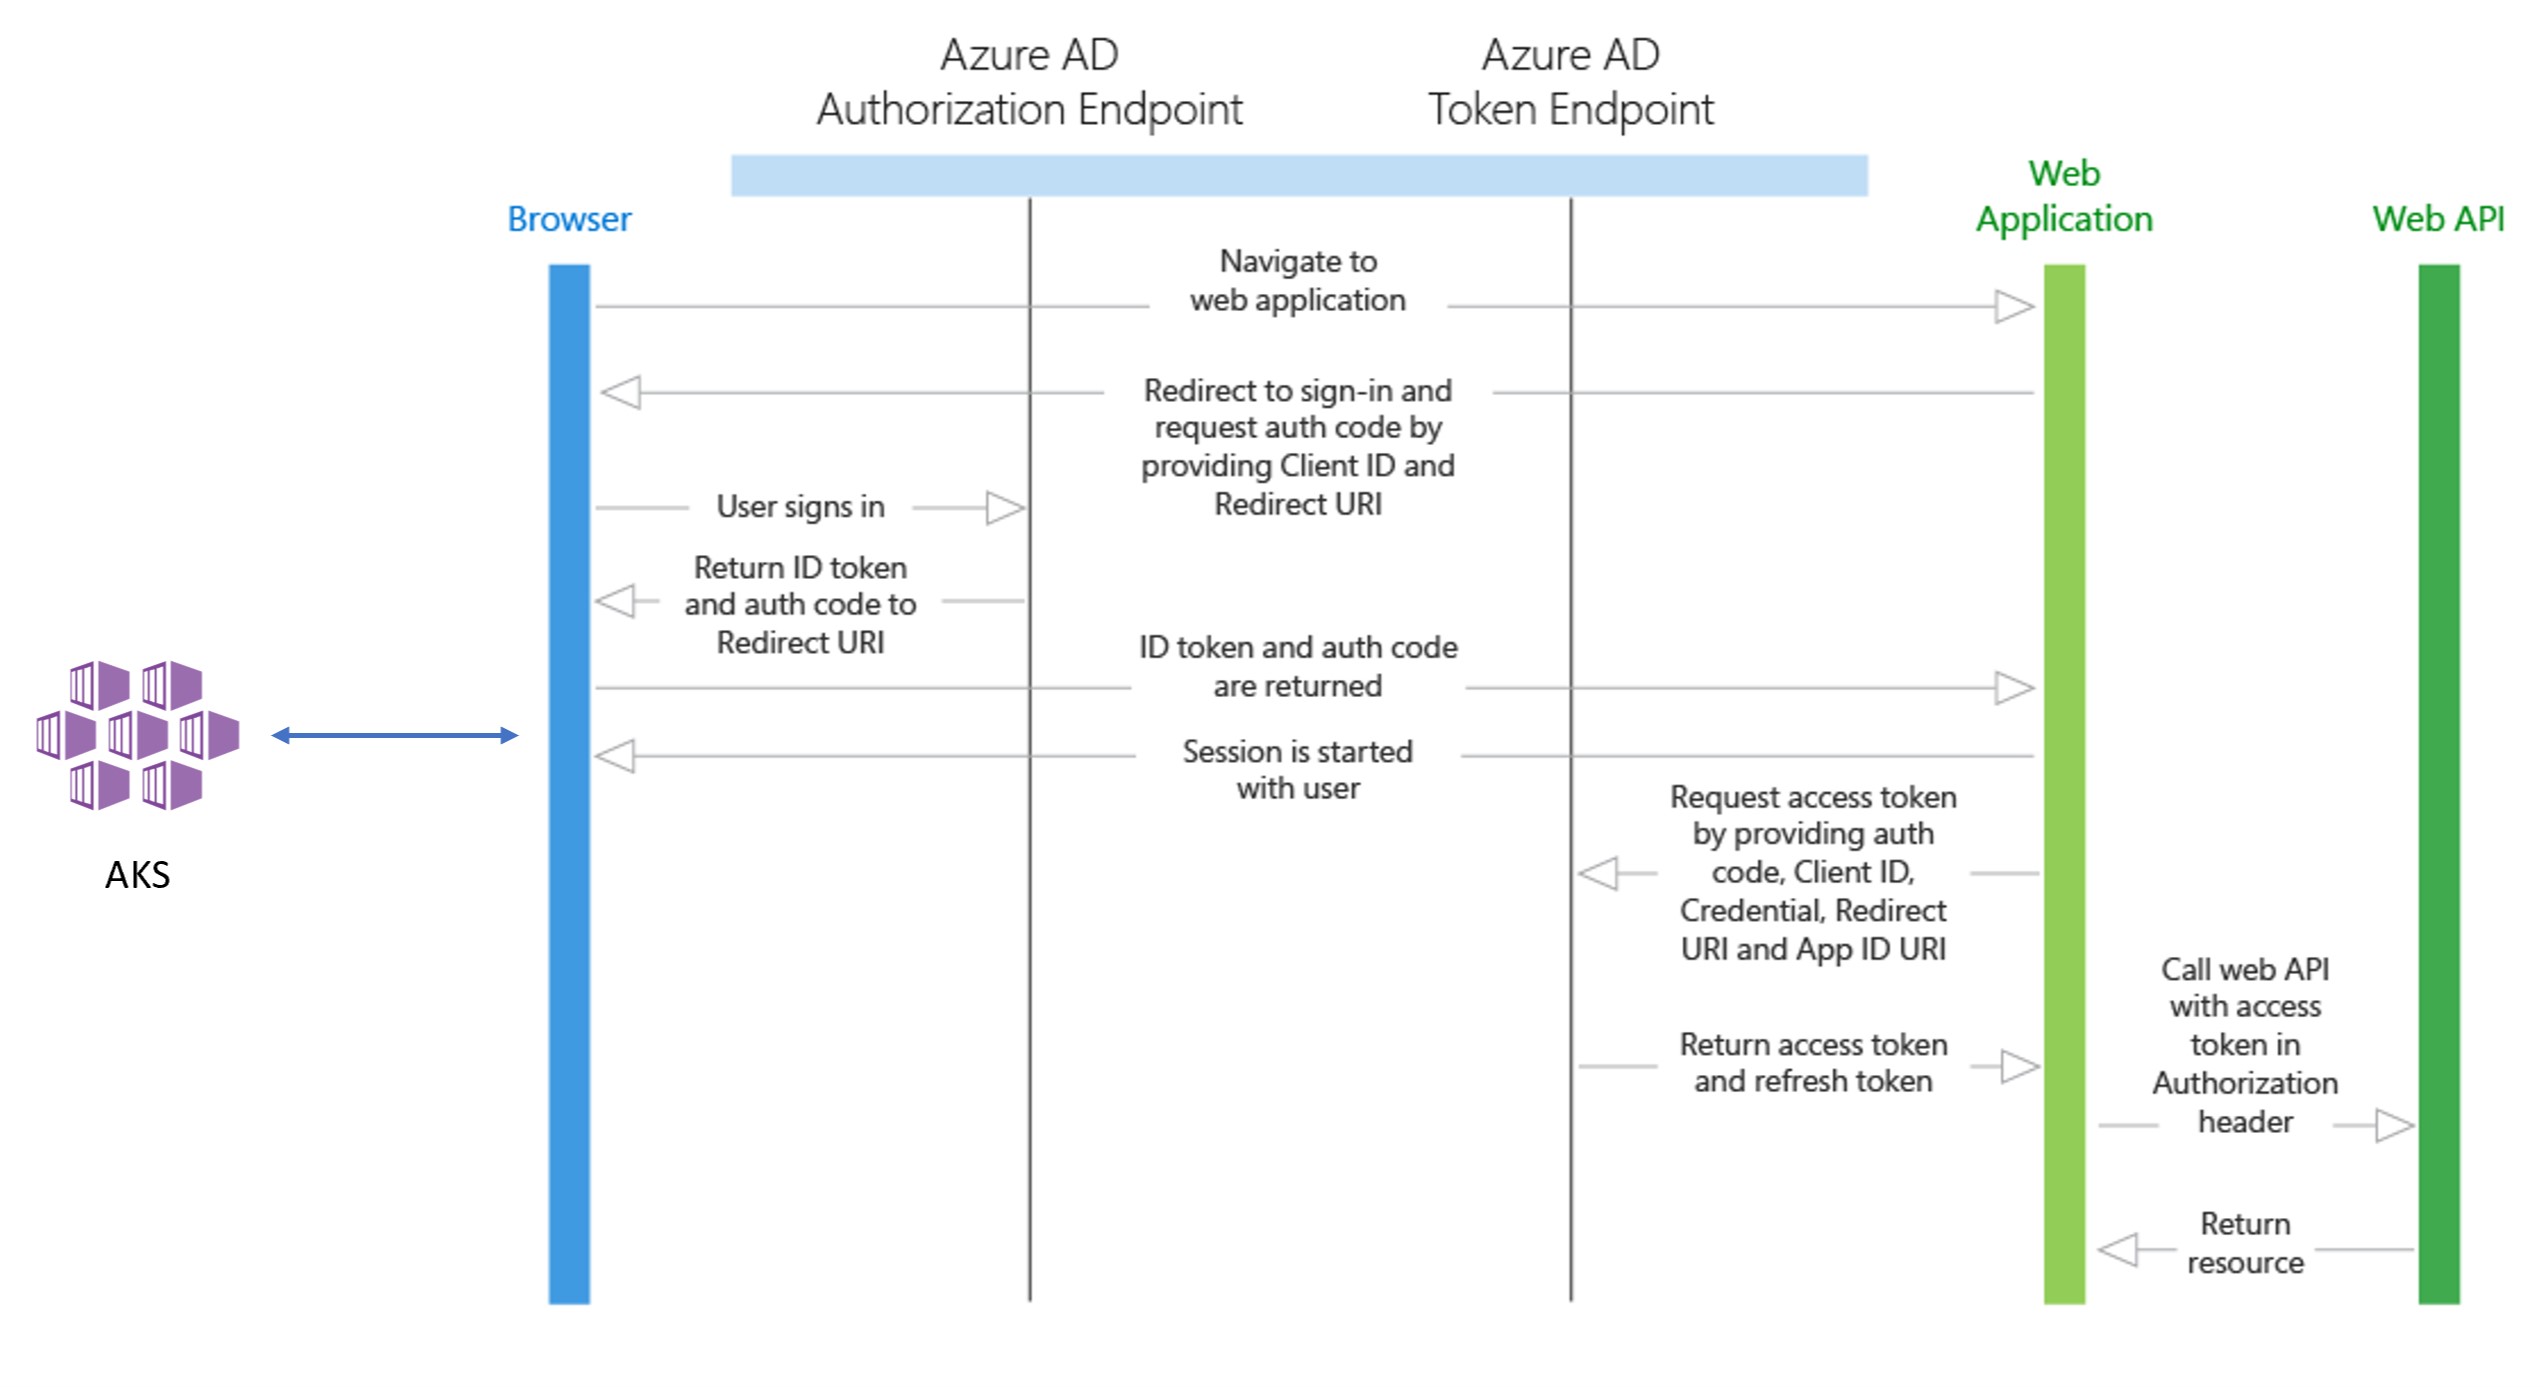 Azure AD
Authorization Endpoint
Azure AD
Token Endpoint
Browser
Web
Application
Web API
Navigate to
web application
Redirect to sign-in and
request auth code by
providing Client ID and
Redirect URI
User signs in
Return ID token
and auth code to
Redirect URI
ID token and auth code
are returned
Session is started
with user
Request access token
by providing auth
code, Client ID,
Credential, Redirect
URI and App ID URI
Return access token
and refresh token
Call web API
with access
token in
Authorization
header
Return
resource
AKS